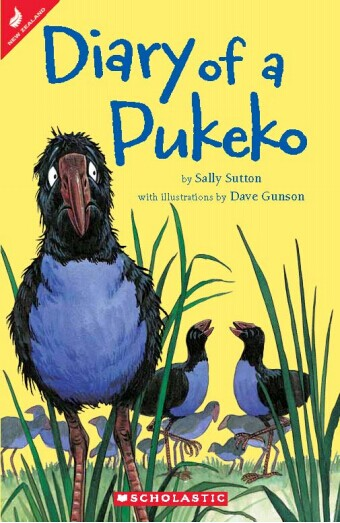 NEW ZEALAND
Diary of a
Pukeko
by Sally Sutton
with illustrations by Dave Gunson
SCHOLASTIC